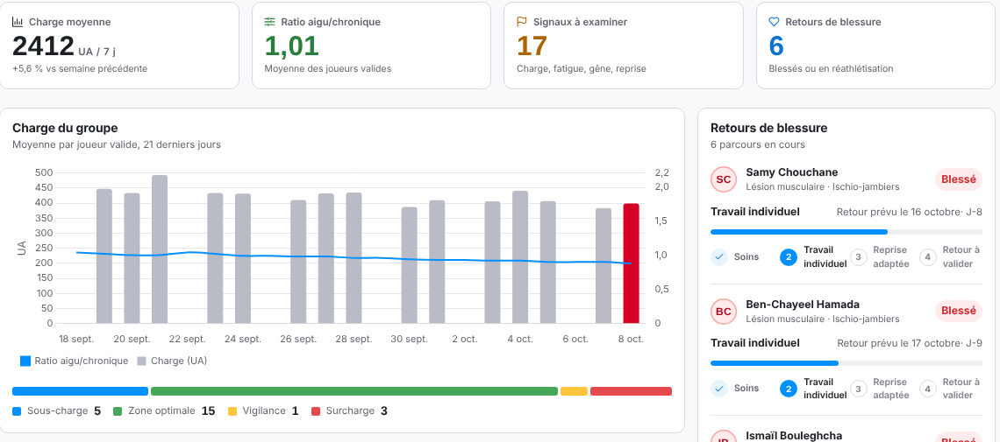 Charge moyenne
2412 UA / 7 j
+5,6 % vs semaine précédente
Ratio aigu/chronique
1,01
Moyenne des joueurs valides
Signaux à examiner
17
Charge, fatigue, gêne, reprise
Retours de blessure
6
Blessés ou en réathlétisation
Charge du groupe
Moyenne par joueur valide, 21 derniers jours
UA
500
450
400
350
300
250
200
150
100
50
0
2,2
2,0
1,5
1,0
0,5
0
18 sept. 20 sept. 22 sept. 24 sept. 26 sept. 28 sept. 30 sept. 2 oct. 4 oct. 6 oct. 8 oct.
Ratio aigu/chronique Charge (UA)
Sous-charge 5 Zone optimale 15 Vigilance 1 Surcharge 3
Retours de blessure
6 parcours en cours
SC Samy Chouchane Blessé
Lésion musculaire · Ischio-jambiers
Travail individuel Retour prévu le 16 octobre· J-8
Soins
2 Travail individuel
3 Reprise adaptée
4 Retour à valider
BC Ben-Chayeel Hamada Blessé
Lésion musculaire · Ischio-jambiers
Travail individuel Retour prévu le 17 octobre· J-9
Soins
2 Travail individuel
3 Reprise adaptée
4 Retour à valider
IB Ismaïl Bouleghcha Blessé